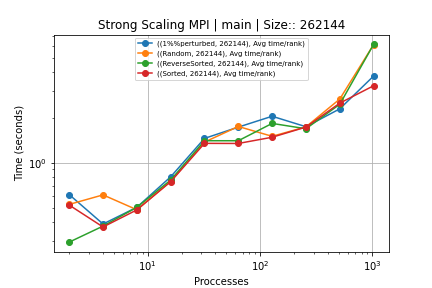 Strong Scaling MPI | main | Size:: 262144
((1%%perturbed, 262144), Avg time/rank)
((Random, 262144), Avg time/rank)
((ReverseSorted, 262144), Avg time/rank)
((Sorted, 262144), Avg time/rank)
Time (seconds)
10⁰
10¹ 10² 10³
Proccesses